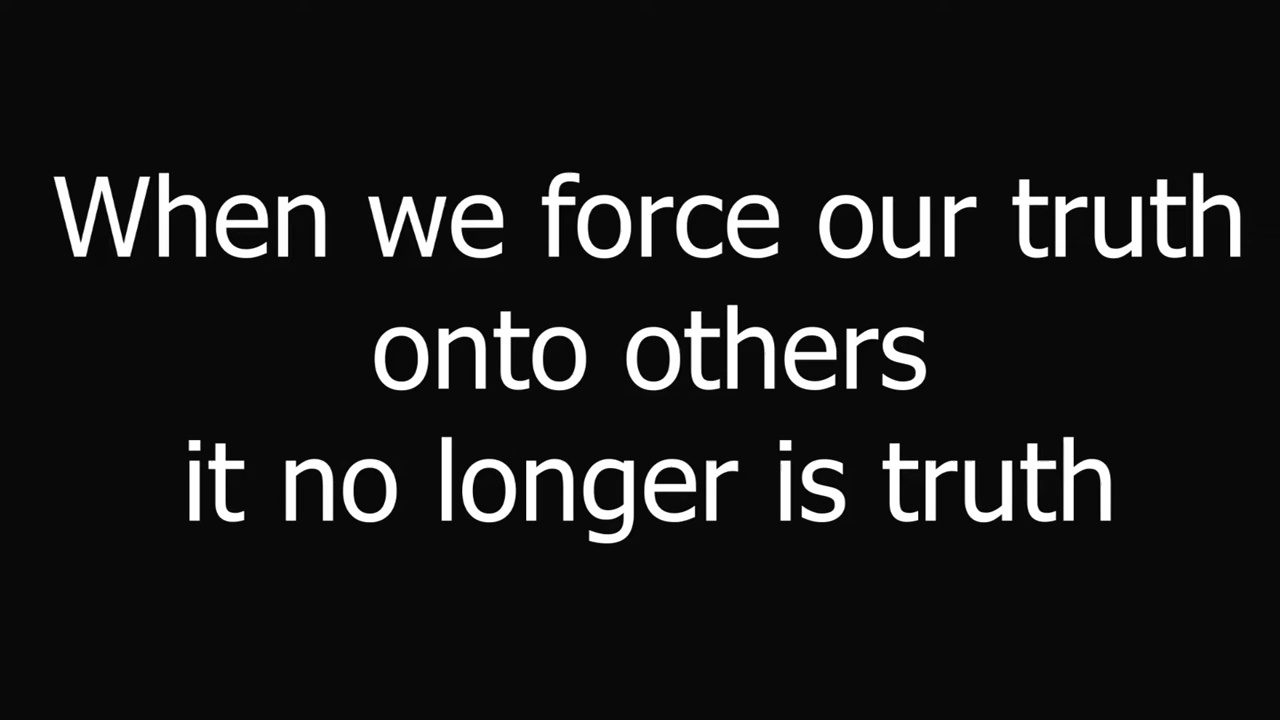 When we force our truth
onto others
it no longer is truth